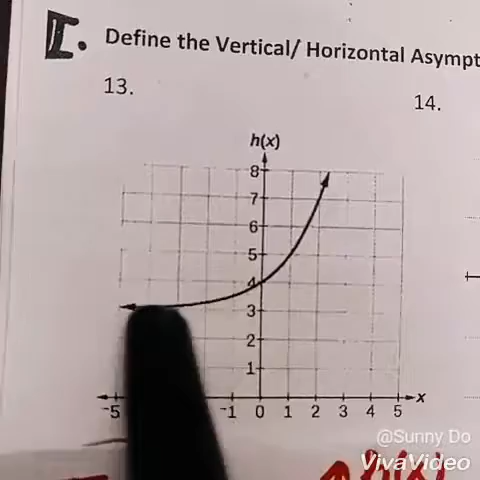 I. Define the Vertical/ Horizontal Asympt
13.
14.
h(x)
8
7
6
5
4
3
2
1
-5 -1 0 1 2 3 4 5 x
@Sunny Do
VivaVideo